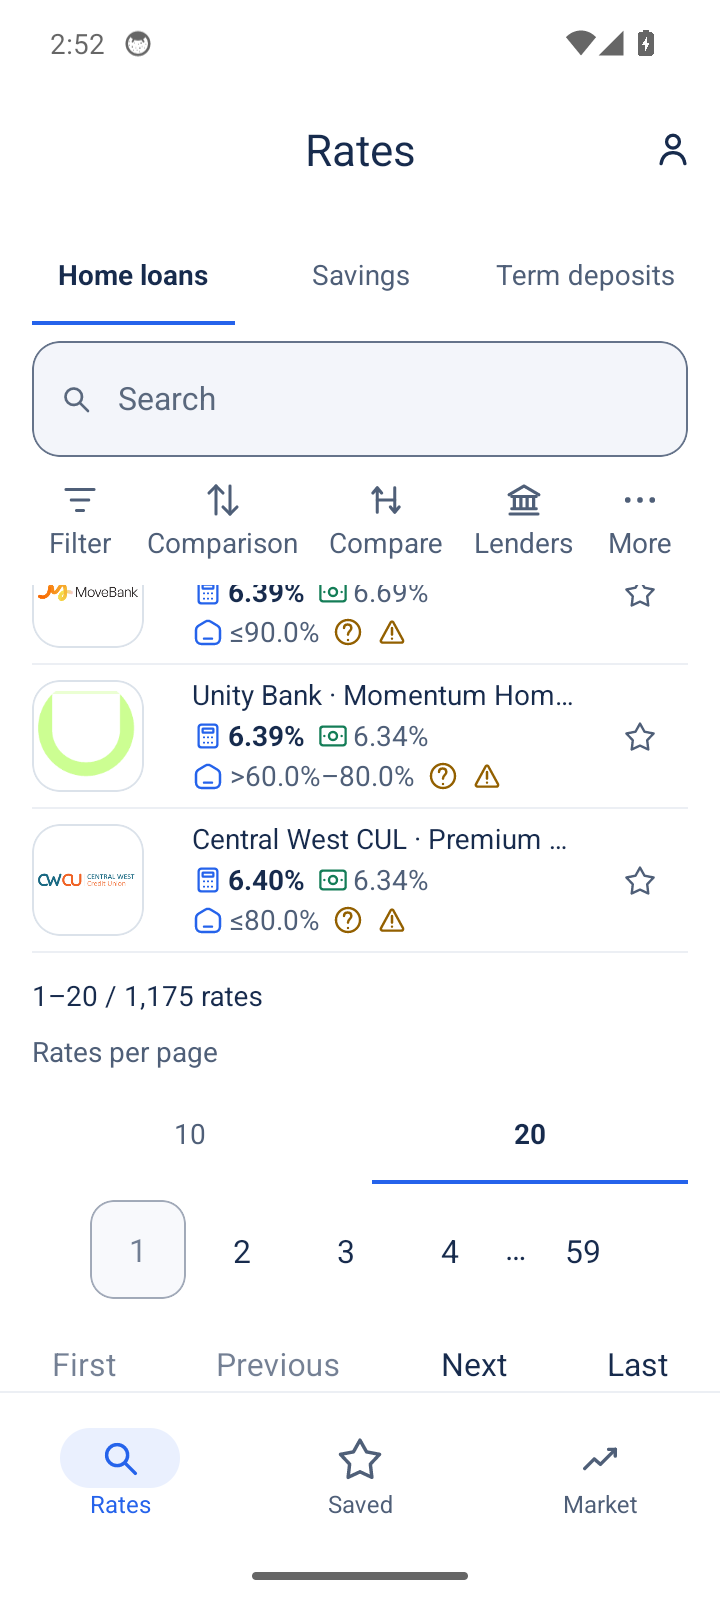 2:52
Rates
Home loans
Savings
Term deposits
Search
Filter
Comparison
Compare
Lenders
More
MoveBank
6.39% 6.69%
≤90.0%
Unity Bank · Momentum Hom...
6.39% 6.34%
>60.0%–80.0%
CWCU CENTRAL WEST
Credit Union
Central West CUL · Premium ...
6.40% 6.34%
≤80.0%
1–20 / 1,175 rates
Rates per page
10
20
1 2 3 4 ... 59
First Previous Next Last
Rates
Saved
Market